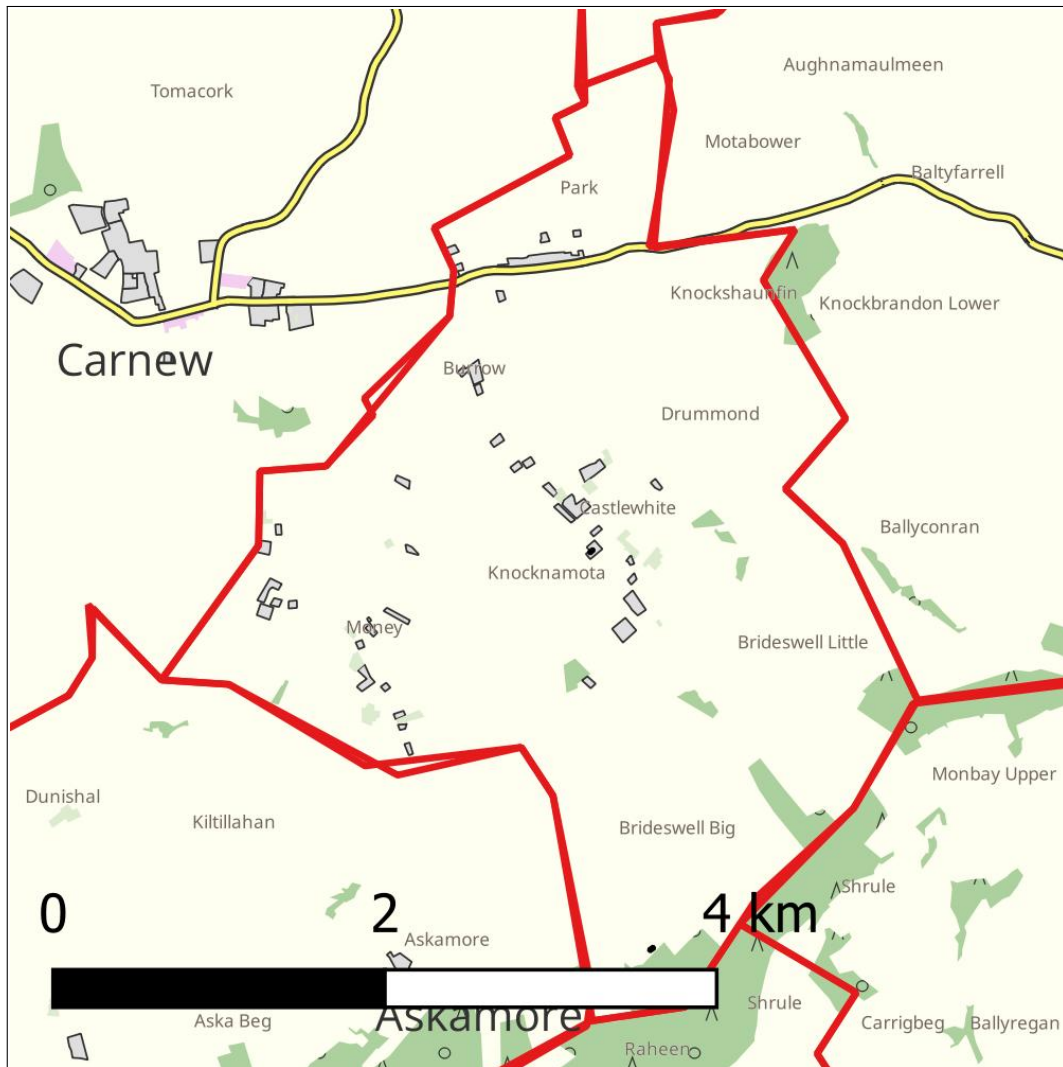 Aughnamaulmeen
Tomacork
Motabower
Baltyfarrell
Park
Knockshaunfin
Knockbrandon Lower
Carnew
Burrow
Drummond
Castlewhite
Ballyconran
Knocknamota
Money
Brideswell Little
Monbay Upper
Dunishal
Kiltillahan
Brideswell Big
Shrule
0 2 4 km
Askamore
Shrule
Askamore
Aska Beg
Carrigbeg
Ballyregan
Raheen